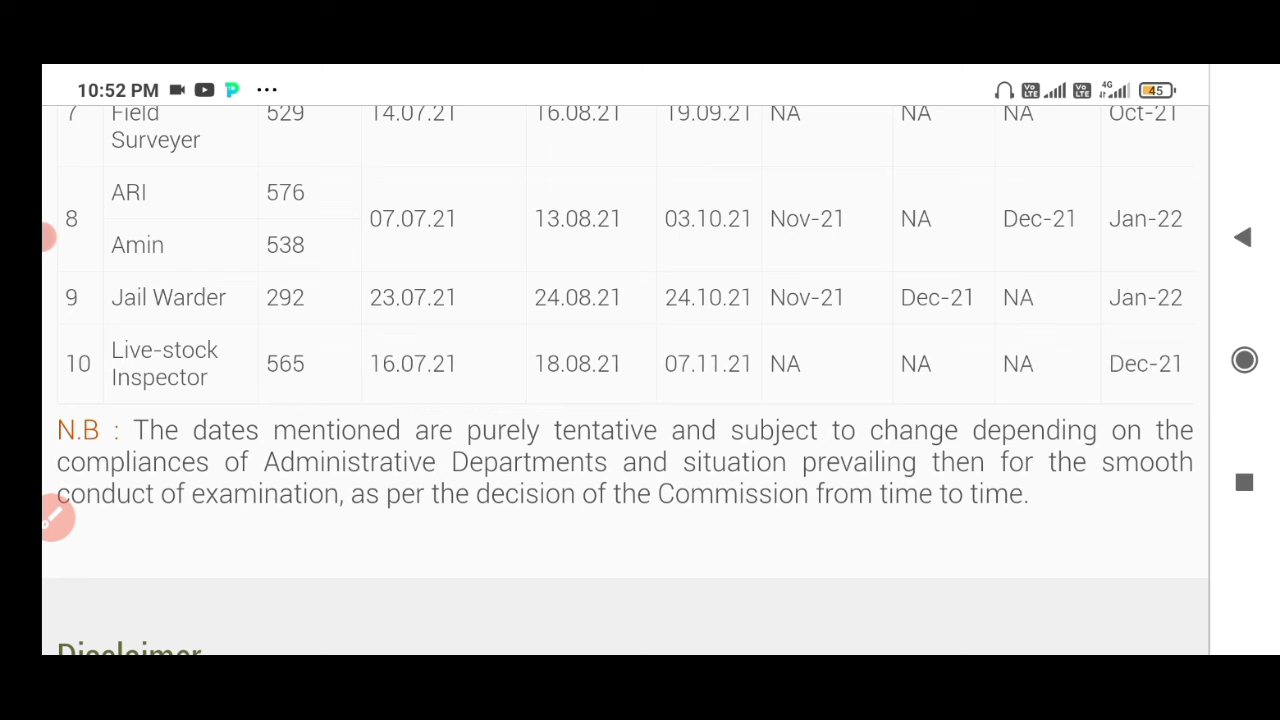 10:52 PM
4G
45
7 Field Surveyer 529 14.07.21 16.08.21 19.09.21 NA NA NA Oct-21
8 ARI 576 07.07.21 13.08.21 03.10.21 Nov-21 NA Dec-21 Jan-22
Amin 538
9 Jail Warder 292 23.07.21 24.08.21 24.10.21 Nov-21 Dec-21 NA Jan-22
10 Live-stock Inspector 565 16.07.21 18.08.21 07.11.21 NA NA NA Dec-21
N.B : The dates mentioned are purely tentative and subject to change depending on the
compliances of Administrative Departments and situation prevailing then for the smooth
conduct of examination, as per the decision of the Commission from time to time.
Disclaimer